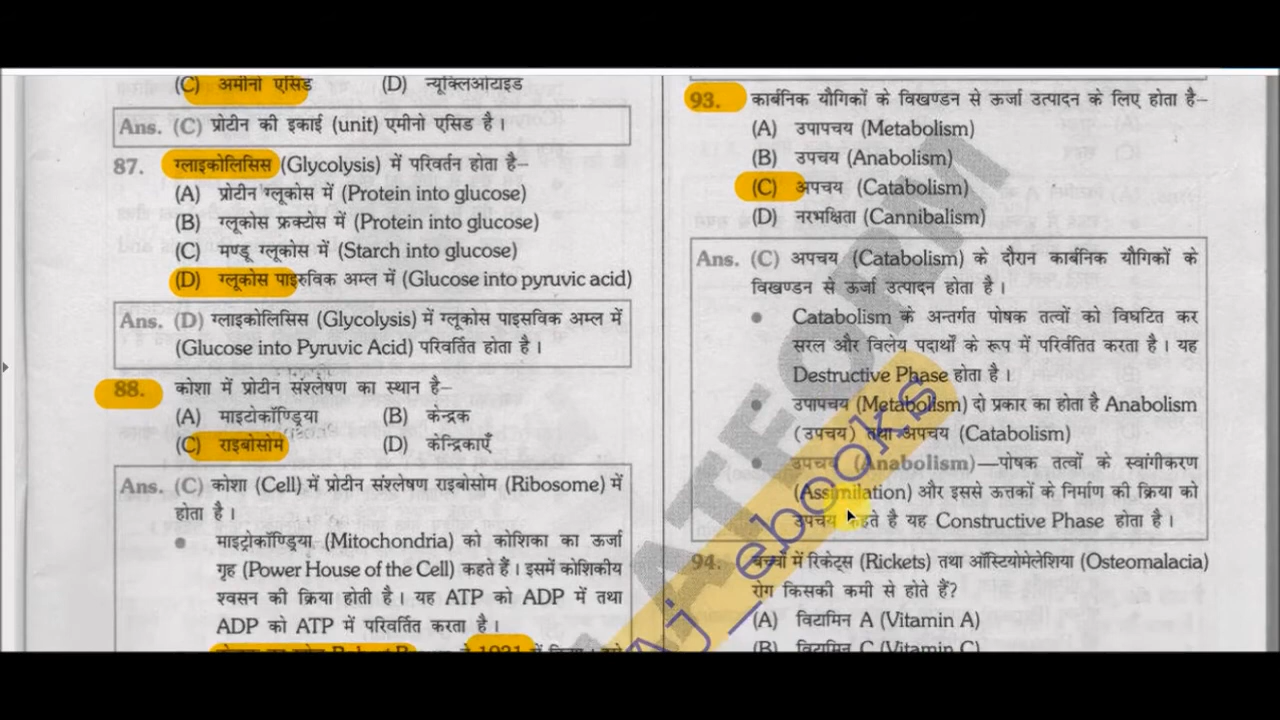 (C) अमीनो एसिड (D) न्यूक्लिओटाइड
Ans. (C) प्रोटीन की इकाई (unit) एमीनो एसिड है।
87. ग्लाइकोलिसिस (Glycolysis) में परिवर्तन होता है–
(A) प्रोटीन ग्लूकोस में (Protein into glucose)
(B) ग्लूकोस फ्रक्टोस में (Protein into glucose)
(C) मण्डू ग्लूकोस में (Starch into glucose)
(D) ग्लूकोस पाइरुविक अम्ल में (Glucose into pyruvic acid)
Ans. (D) ग्लाइकोलिसिस (Glycolysis) में ग्लूकोस पाइसविक अम्ल में
(Glucose into Pyruvic Acid) परिवर्तित होता है।
88. कोशा में प्रोटीन संश्लेषण का स्थान है–
(A) माइटोकॉण्ड्रिया (B) केन्द्रक
(C) राइबोसोम (D) केन्द्रिकाएँ
Ans. (C) कोशा (Cell) में प्रोटीन संश्लेषण राइबोसोम (Ribosome) में
होता है।
• माइट्रोकॉण्ड्रिया (Mitochondria) को कोशिका का ऊर्जा
गृह (Power House of the Cell) कहते हैं। इसमें कोशिकीय
श्वसन की क्रिया होती है। यह ATP को ADP में तथा
ADP को ATP में परिवर्तित करता है।
1931
93. कार्बनिक यौगिकों के विखण्डन से ऊर्जा उत्पादन के लिए होता है–
(A) उपापचय (Metabolism)
(B) उपचय (Anabolism)
(C) अपचय (Catabolism)
(D) नरभक्षिता (Cannibalism)
Ans. (C) अपचय (Catabolism) के दौरान कार्बनिक यौगिकों के
विखण्डन से ऊर्जा उत्पादन होता है।
• Catabolism के अन्तर्गत पोषक तत्वों को विघटित कर
सरल और विलेय पदार्थों के रूप में परिर्वतित करता है। यह
Destructive Phase होता है।
• उपापचय (Metabolism) दो प्रकार का होता है Anabolism
(उपचय) तथा अपचय (Catabolism)
• उपचय (Anabolism)—पोषक तत्वों के स्वांगीकरण
(Assimilation) और इससे ऊत्तकों के निर्माण की क्रिया को
उपचय कहते है यह Constructive Phase होता है।
94. बच्चों में रिकेट्स (Rickets) तथा ऑस्टियोमेलेशिया (Osteomalacia)
रोग किसकी कमी से होते हैं?
(A) विटामिन A (Vitamin A)
(B) विटामिन C (Vitamin C)
Aj_ebooks